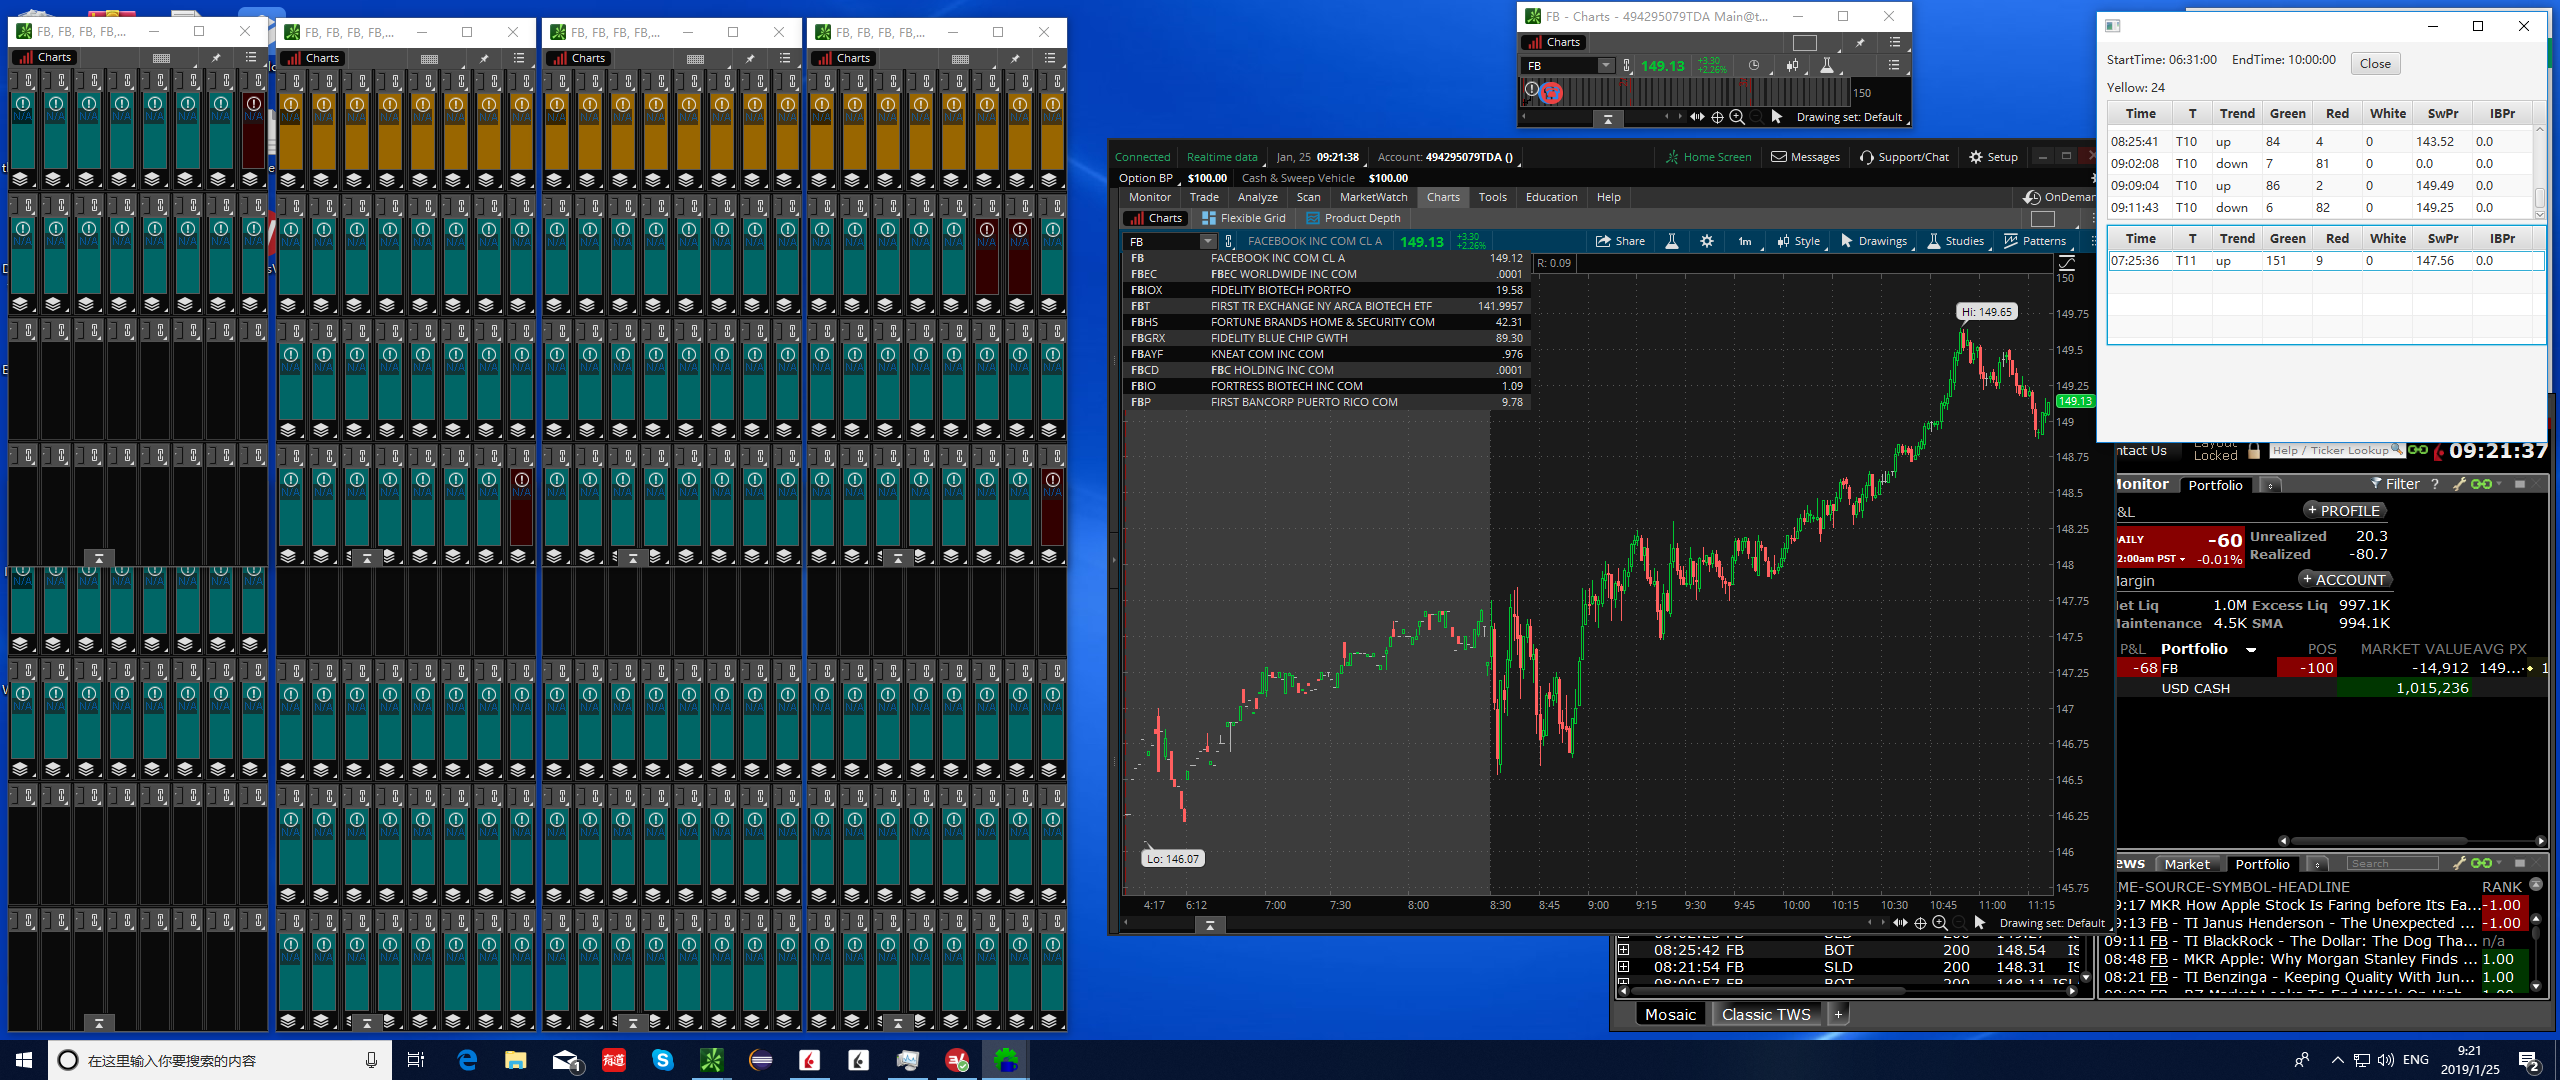 FB, FB, FB, FB,...
FB, FB, FB, FB,...
FB, FB, FB, FB,...
FB, FB, FB, FB,...
Charts
Charts
Charts
Charts
N/A
FB - Charts - 494295079TDA Main@t...
Charts
FB 149.13 +3.30 +2.26%
150
Drawing set: Default
Connected Realtime data Jan, 25 09:21:38 Account: 494295079TDA () Home Screen Messages Support/Chat Setup
Option BP $100.00 Cash & Sweep Vehicle $100.00
Monitor Trade Analyze Scan MarketWatch Charts Tools Education Help OnDeman
Charts Flexible Grid Product Depth
FB FACEBOOK INC COM CL A 149.13 +3.30 +2.26% Share 1m Style Drawings Studies Patterns
FB FACEBOOK INC COM CL A 149.12
FBEC FBEC WORLDWIDE INC COM .0001
FBIOX FIDELITY BIOTECH PORTFO 19.58
FBT FIRST TR EXCHANGE NY ARCA BIOTECH ETF 141.9957
FBHS FORTUNE BRANDS HOME & SECURITY COM 42.31
FBGRX FIDELITY BLUE CHIP GWTH 89.30
FBAYF KNEAT COM INC COM .976
FBCD FBC HOLDING INC COM .0001
FBIO FORTRESS BIOTECH INC COM 1.09
FBP FIRST BANCORP PUERTO RICO COM 9.78
R: 0.09
Hi: 149.65
Lo: 146.07
150
149.75
149.5
149.25
149.13
149
148.75
148.5
148.25
148
147.75
147.5
147.25
147
146.75
146.5
146.25
146
145.75
4:17 6:12 7:00 8:00 8:30 8:45 9:00 9:15 9:30 9:45 10:00 10:15 10:30 10:45 11:00 11:15
Drawing set: Default
StartTime: 06:31:00 EndTime: 10:00:00 Close
Yellow: 24
Time T Trend Green Red White SwPr IBPr
08:25:41 T10 up 84 4 0 143.52 0.0
09:02:08 T10 down 7 81 0 0.0 0.0
09:09:04 T10 up 86 2 0 149.49 0.0
09:11:43 T10 down 6 82 0 149.25 0.0
Time T Trend Green Red White SwPr IBPr
07:25:36 T11 up 151 9 0 147.56 0.0
ntact Us Layout Locked Help / Ticker Lookup 09:21:37
Monitor Portfolio Filter ?
&L + PROFILE
DAILY -60 Unrealized 20.3
2:00am PST -0.01% Realized -80.7
Margin + ACCOUNT
Net Liq 1.0M Excess Liq 997.1K
Maintenance 4.5K SMA 994.1K
P&L Portfolio POS MARKET VALUE AVG PX
-68 FB -100 -14,912 149....
USD CASH 1,015,236
ews Market Portfolio Search
ME-SOURCE-SYMBOL-HEADLINE RANK
9:17 MKR How Apple Stock Is Faring before Its Ea... -1.00
9:13 FB - TI Janus Henderson - The Unexpected ... -1.00
09:11 FB - TI BlackRock - The Dollar: The Dog Tha... n/a
08:48 FB - MKR Apple: Why Morgan Stanley Finds ... 1.00
08:21 FB - TI Benzinga - Keeping Quality With Jun... 1.00
08:25:42 FB BOT 200 148.54 IS
08:21:54 FB SLD 200 148.31 IS
08:00:57 FB BOT 200 148.11 ISL
Mosaic Classic TWS +
在这里输入你要搜索的内容
有道
ENG
9:21
2019/1/25